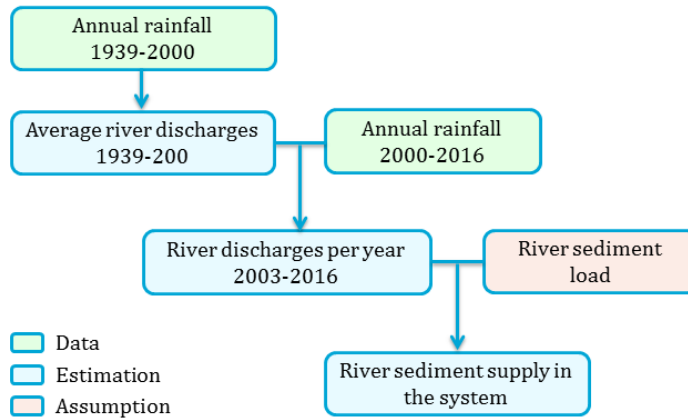 Annual rainfall
1939-2000
Average river discharges
1939-200
Annual rainfall
2000-2016
River discharges per year
2003-2016
River sediment
load
River sediment supply in
the system
Data
Estimation
Assumption